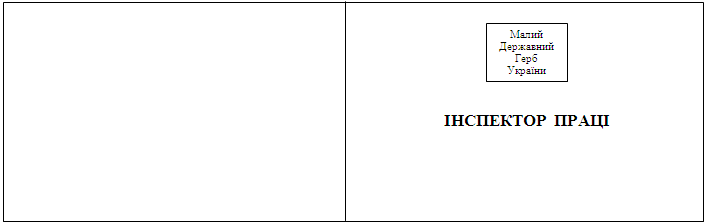 Малий
Державний
Герб
України
ІНСПЕКТОР ПРАЦІ